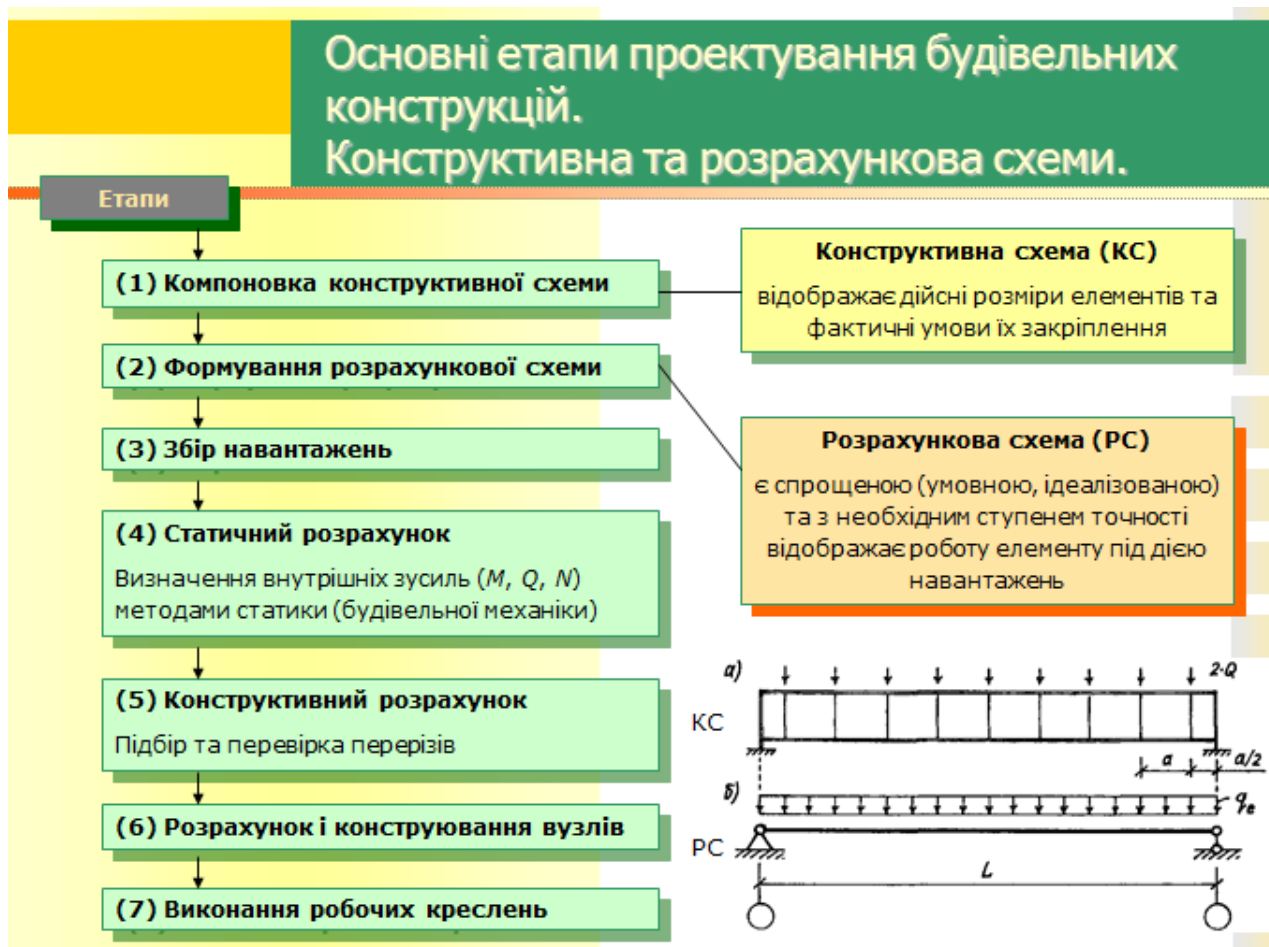 Основні етапи проектування будівельних
конструкцій.
Конструктивна та розрахункова схеми.
Етапи
(1) Компоновка конструктивної схеми
(2) Формування розрахункової схеми
(3) Збір навантажень
(4) Статичний розрахунок
Визначення внутрішніх зусиль (M, Q, N)
методами статики (будівельної механіки)
(5) Конструктивний розрахунок
Підбір та перевірка перерізів
(6) Розрахунок і конструювання вузлів
(7) Виконання робочих креслень
Конструктивна схема (КС)
відображає дійсні розміри елементів та
фактичні умови їх закріплення
Розрахункова схема (РС)
є спрощеною (умовною, ідеалізованою)
та з необхідним ступенем точності
відображає роботу елементу під дією
навантажень
а) 2·Q
КС
a a/2
б) qe
РС
L